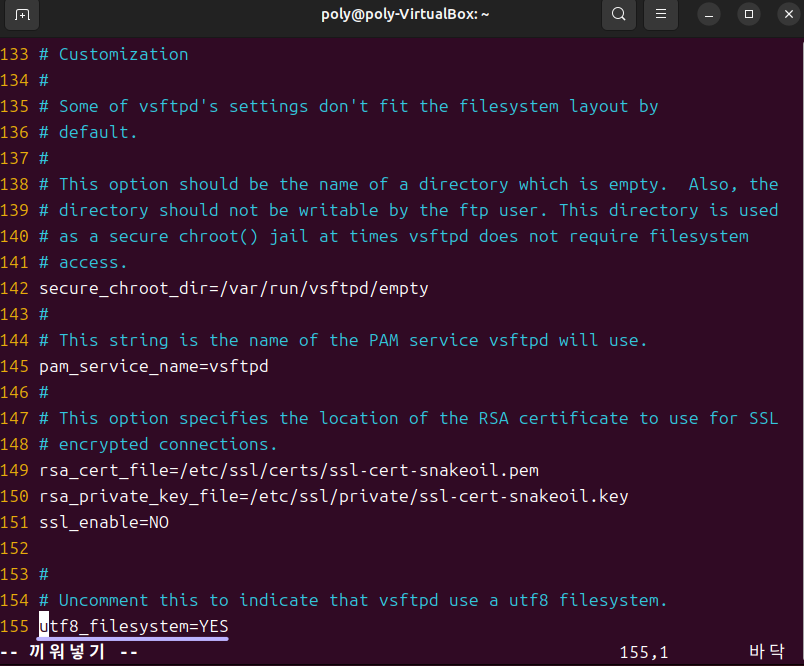 poly@poly-VirtualBox: ~
133 # Customization
134 #
135 # Some of vsftpd's settings don't fit the filesystem layout by
136 # default.
137 #
138 # This option should be the name of a directory which is empty.  Also, the
139 # directory should not be writable by the ftp user. This directory is used
140 # as a secure chroot() jail at times vsftpd does not require filesystem
141 # access.
142 secure_chroot_dir=/var/run/vsftpd/empty
143 #
144 # This string is the name of the PAM service vsftpd will use.
145 pam_service_name=vsftpd
146 #
147 # This option specifies the location of the RSA certificate to use for SSL
148 # encrypted connections.
149 rsa_cert_file=/etc/ssl/certs/ssl-cert-snakeoil.pem
150 rsa_private_key_file=/etc/ssl/private/ssl-cert-snakeoil.key
151 ssl_enable=NO
152
153 #
154 # Uncomment this to indicate that vsftpd use a utf8 filesystem.
155 utf8_filesystem=YES
-- 끼워넣기 -- 155,1 바닥